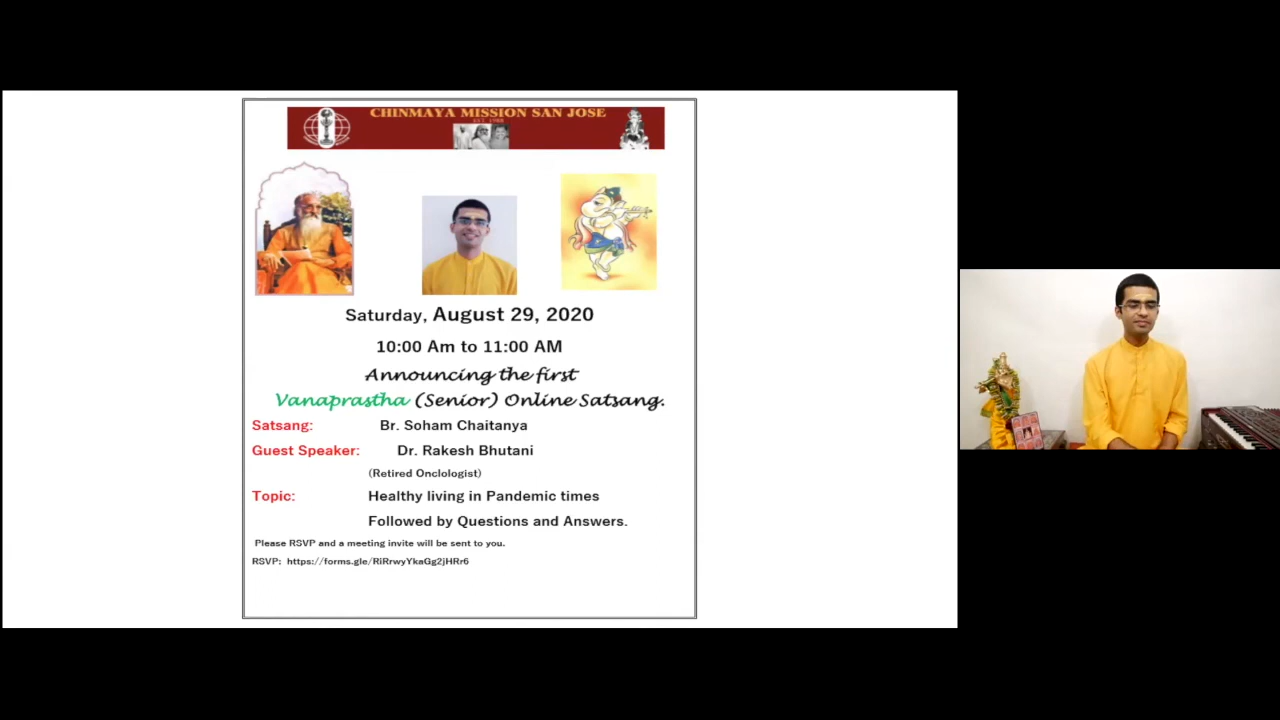 CHINMAYA MISSION SAN JOSE
EST. 1980
Saturday, August 29, 2020
10:00 Am to 11:00 AM
Announcing the first
Vanaprastha (Senior) Online Satsang.
Satsang: Br. Soham Chaitanya
Guest Speaker: Dr. Rakesh Bhutani
(Retired Onclologist)
Topic: Healthy living in Pandemic times
Followed by Questions and Answers.
Please RSVP and a meeting invite will be sent to you.
RSVP: https://forms.gle/RiRrwyYkaGg2jHRr6